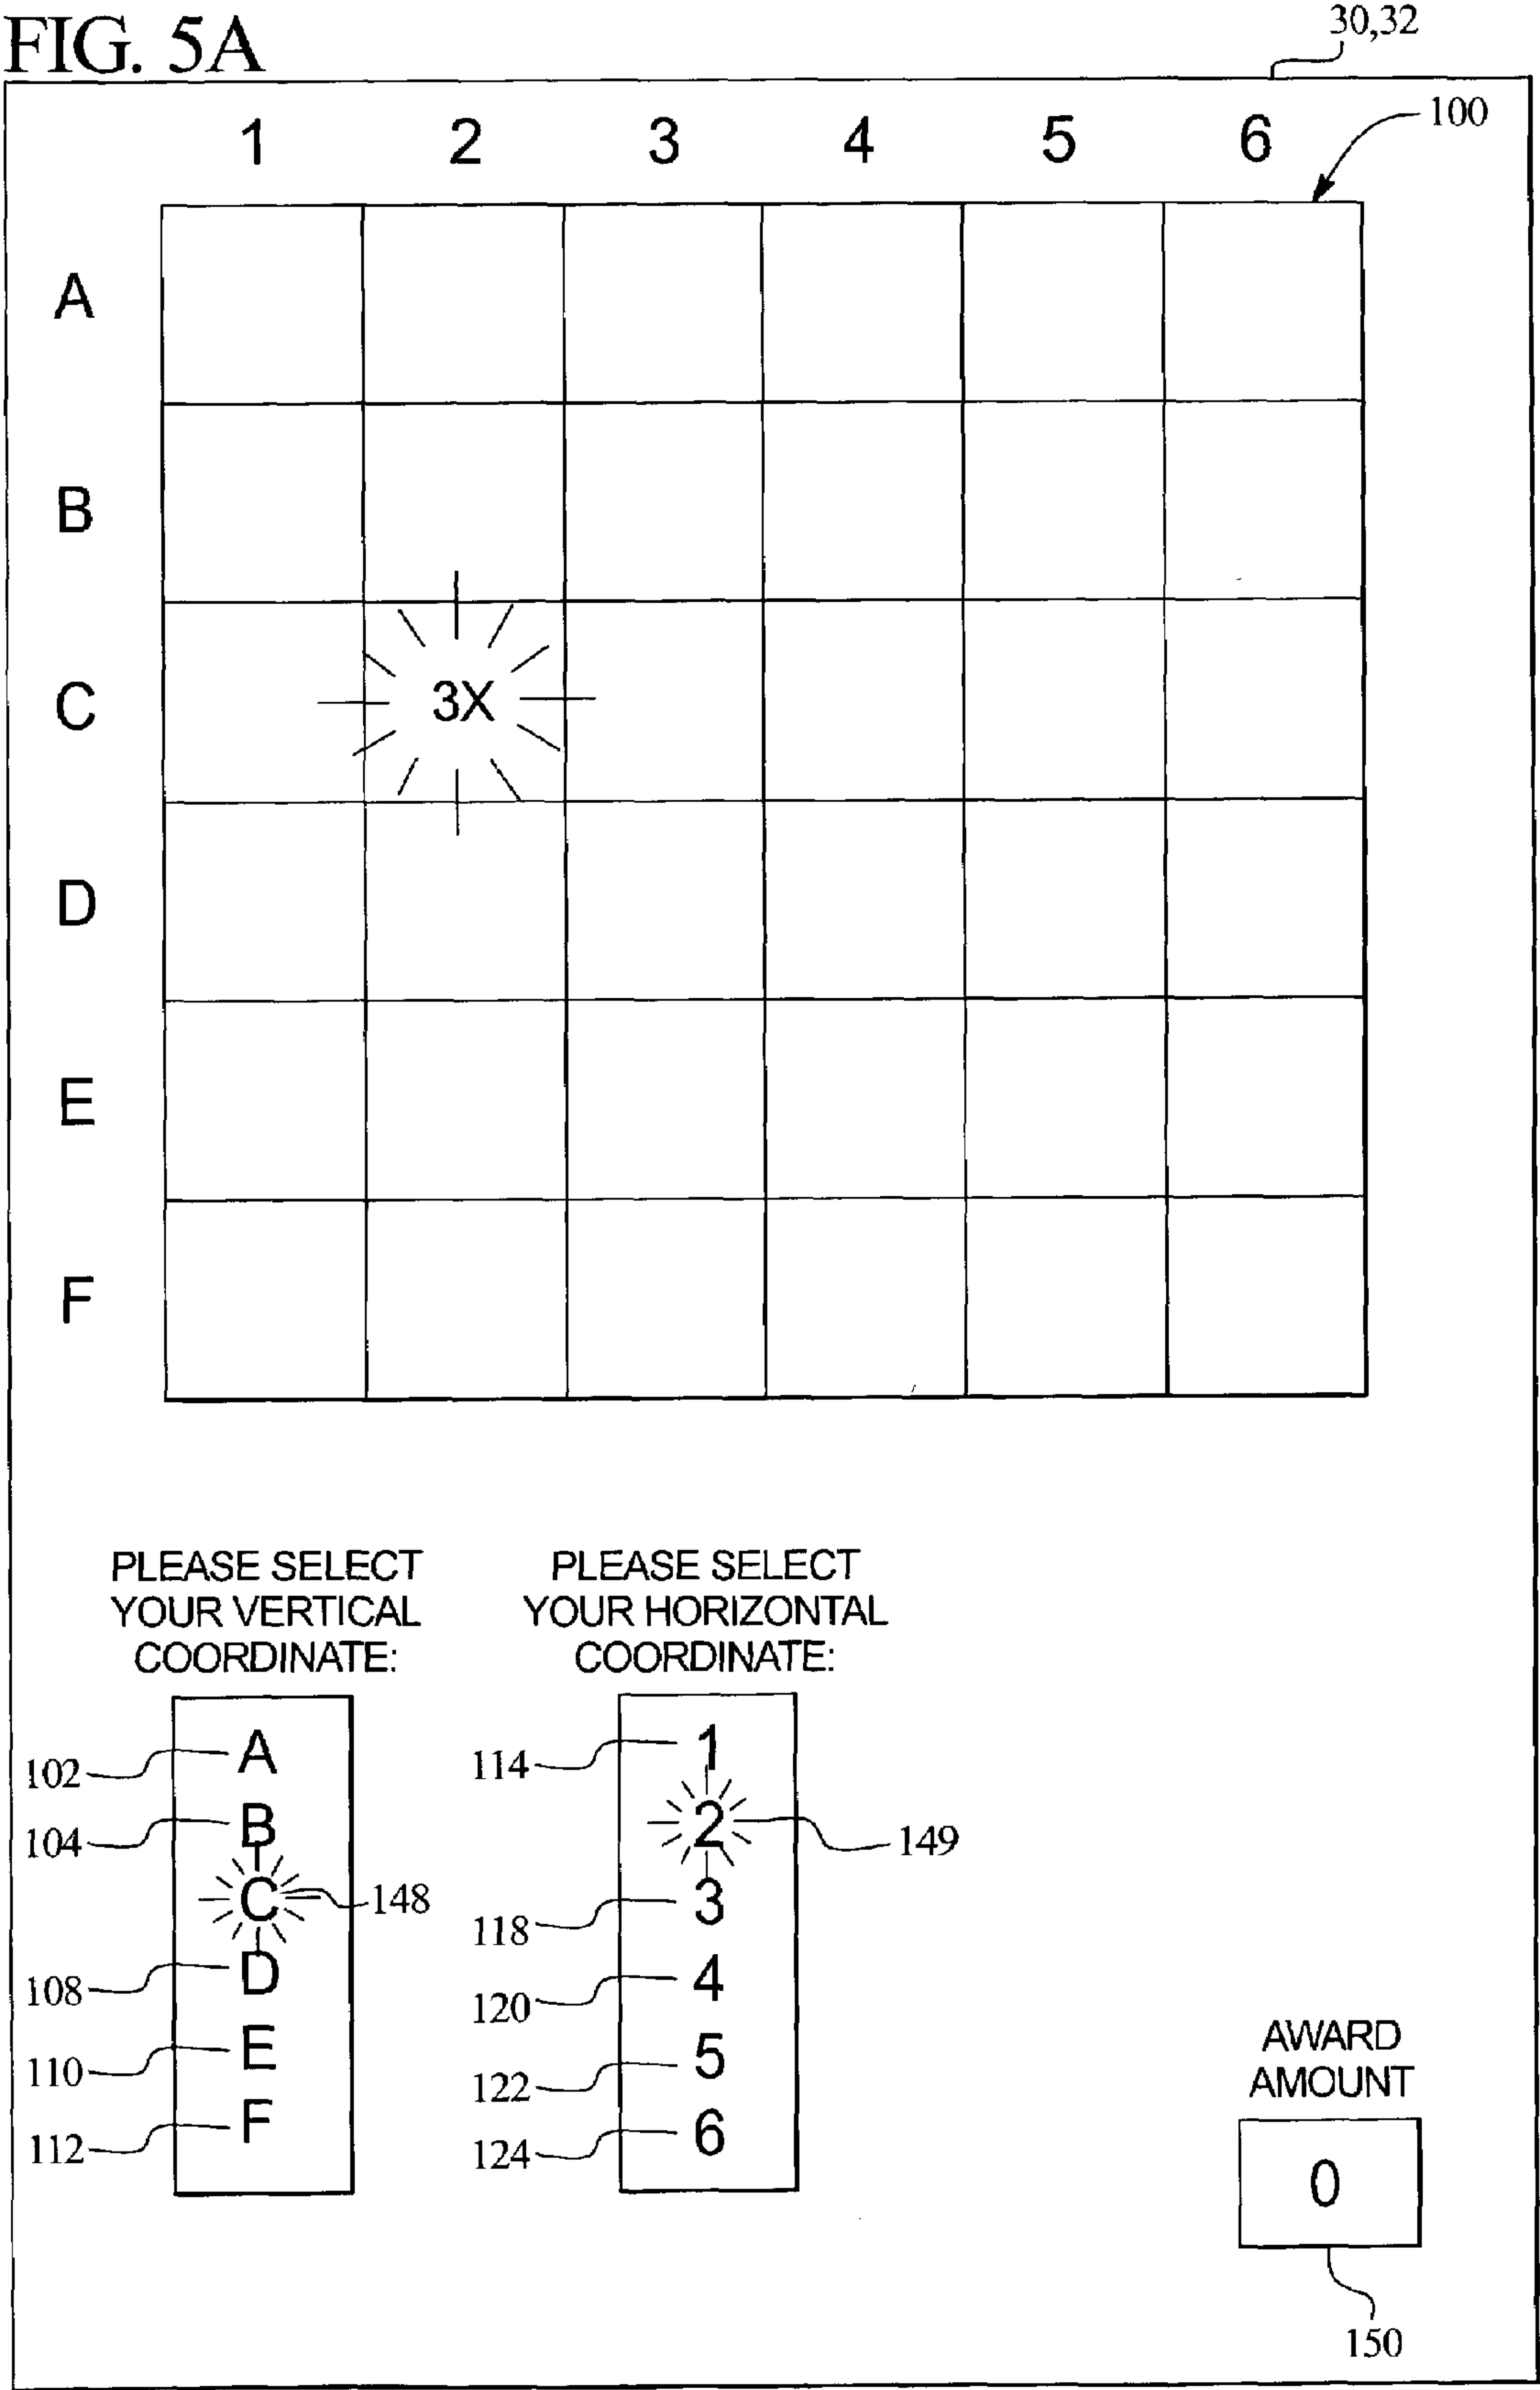 FIG. 5A
30,32
100
1 2 3 4 5 6
A
B
C 3X
D
E
F
PLEASE SELECT
YOUR VERTICAL
COORDINATE:
102 A
104 B
C 148
108 D
110 E
112 F
PLEASE SELECT
YOUR HORIZONTAL
COORDINATE:
114 1
2 149
118 3
120 4
122 5
124 6
AWARD
AMOUNT
0
150